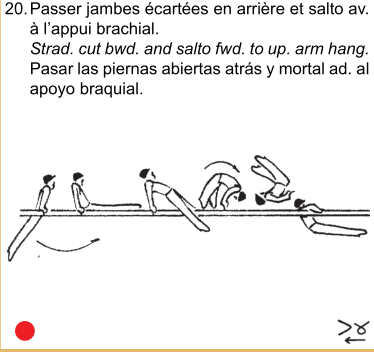 20. Passer jambes écartées en arrière et salto av.
à l'appui brachial.
Strad. cut bwd. and salto fwd. to up. arm hang.
Pasar las piernas abiertas atrás y mortal ad. al
apoyo braquial.